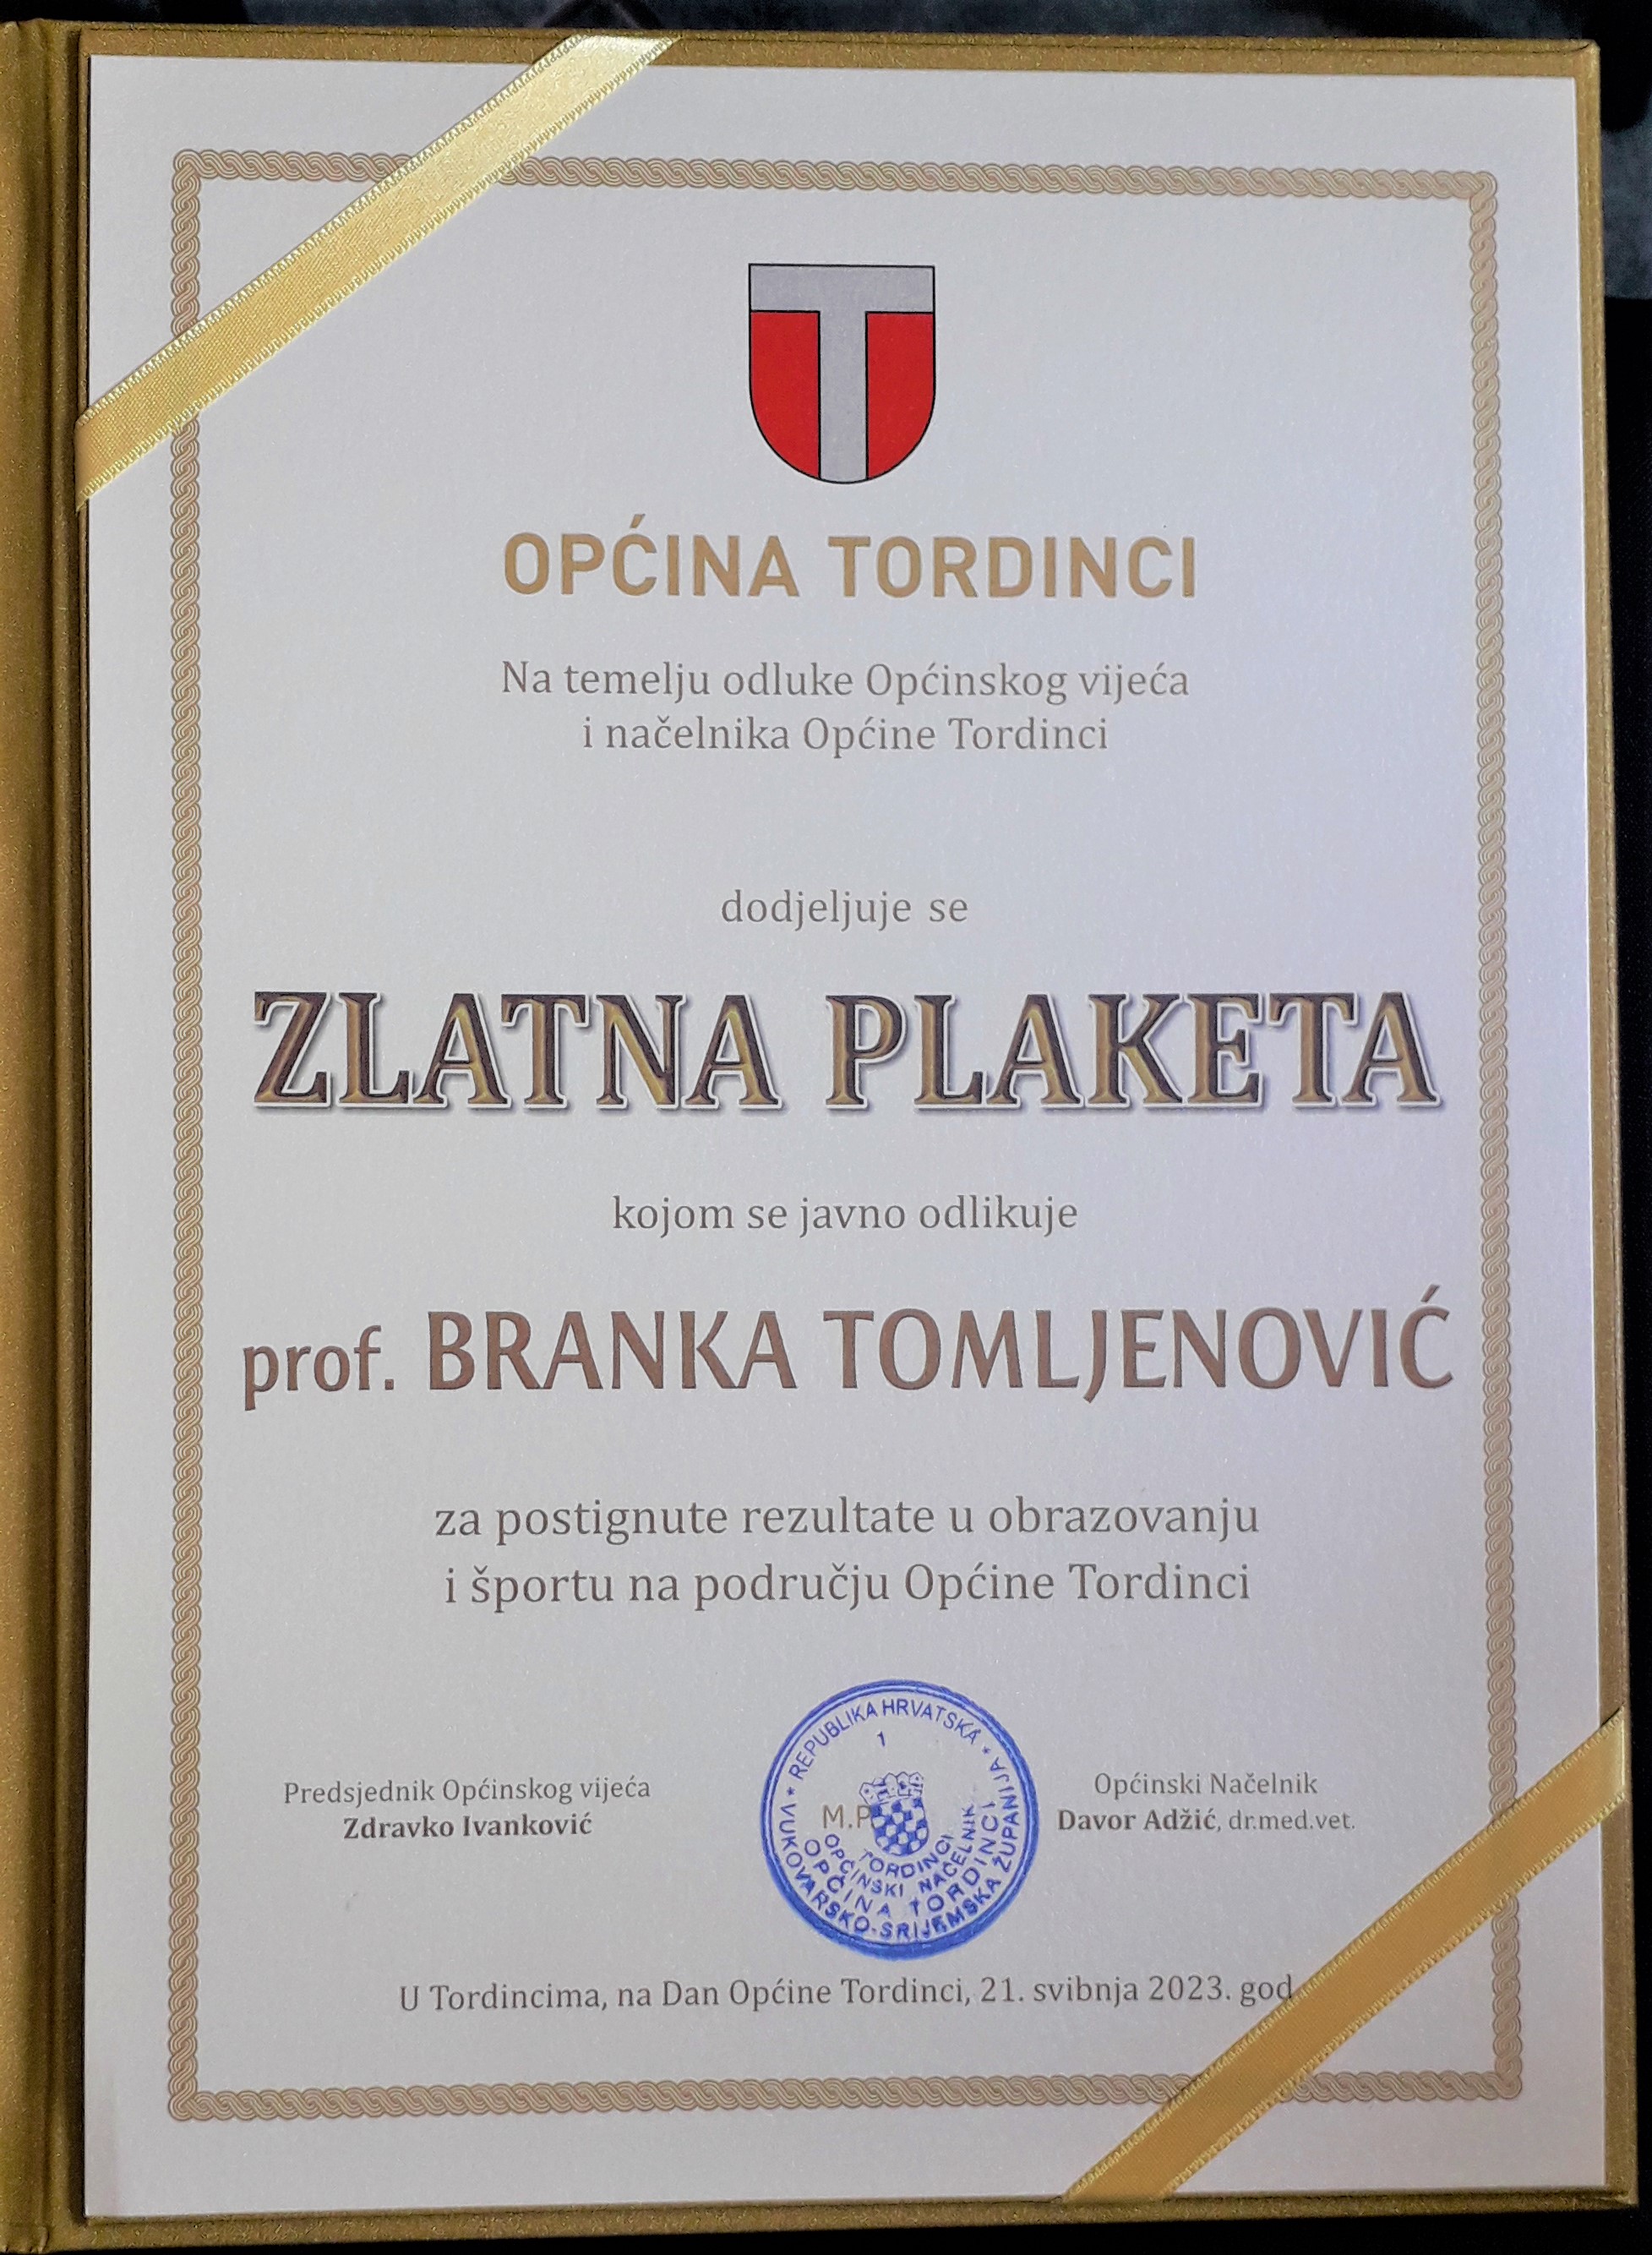 OPĆINA TORDINCI
Na temelju odluke Općinskog vijeća
i načelnika Općine Tordinci
dodjeljuje se
ZLATNA PLAKETA
kojom se javno odlikuje
prof. BRANKA TOMLJENOVIĆ
za postignute rezultate u obrazovanju
i športu na području Općine Tordinci
Predsjednik Općinskog vijeća
Zdravko Ivanković
* REPUBLIKA HRVATSKA *
VUKOVARSKO-SRIJEMSKA ŽUPANIJA
1
M.P
OPĆINA TORDINCI
OPĆINSKI NAČELNIK
TORDINCI
Općinski Načelnik
Davor Adžić, dr.med.vet.
U Tordincima, na Dan Općine Tordinci, 21. svibnja 2023. god